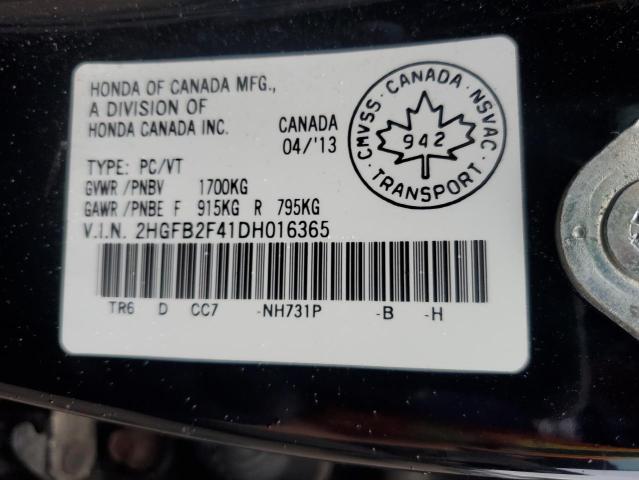 HONDA OF CANADA MFG.,
A DIVISION OF
HONDA CANADA INC.
CANADA
04/'13
CMVSS · CANADA · NSVAC
942
TRANSPORT
TYPE: PC/VT
GVWR /PNBV 1700KG
GAWR /PNBE F 915KG R 795KG
V.I.N. 2HGFB2F41DH016365
TR6 D CC7 -NH731P -B -H